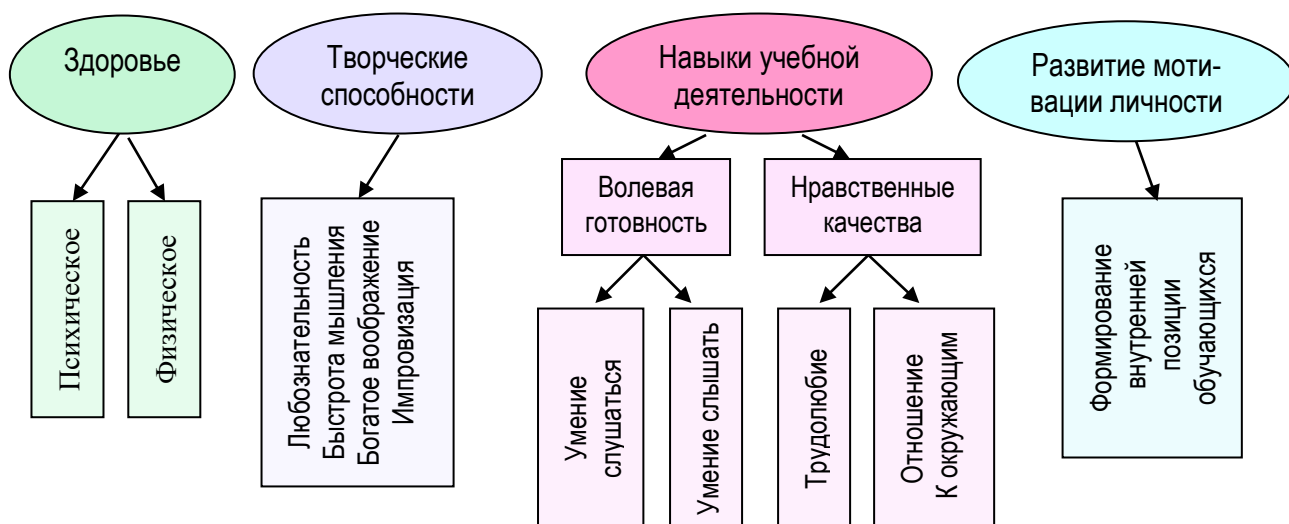 Здоровье
Творческие
способности
Навыки учебной
деятельности
Развитие моти-
вации личности
Психическое
Физическое
Любознательность
Быстрота мышления
Богатое воображение
Импровизация
Волевая
готовность
Нравственные
качества
Умение
слушаться
Умение слышать
Трудолюбие
Отношение
К окружающим
Формирование
внутренней
позиции
обучающихся